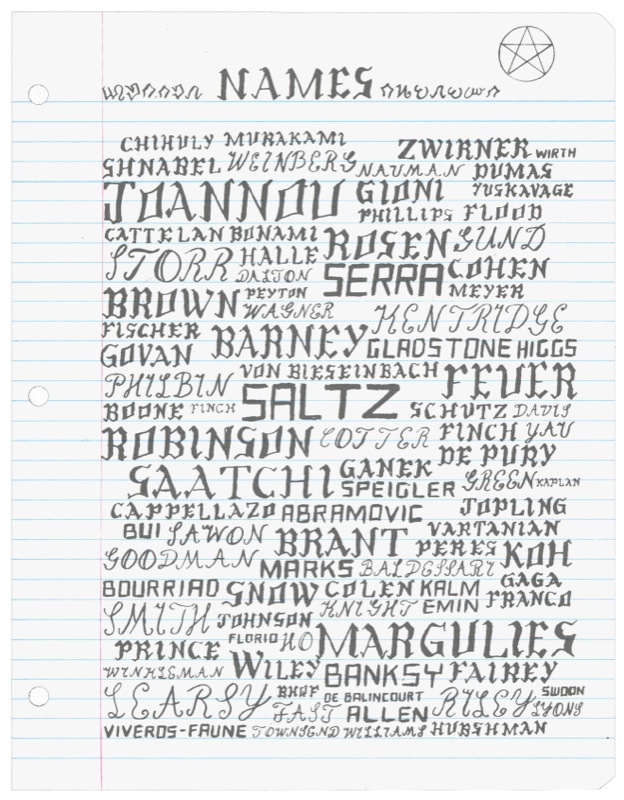 NAMES
CHIHULY MURAKAMI ZWIRNER WIRTH
SHNABEL WEINBERG NAUMAN DUMAS
JOANNOU GIONI YUSKAVAGE
PHILLIPS FLOOD
CATTELAN BONAMI ROSEN GUND
STORR HALLE SERRA COHEN
DALTON
BROWN PEYTON MEYER
WAGNER KENTRIDGE
FISCHER BARNEY GLADSTONE HIGGS
GOVAN
PHILBIN VON BIESEINBACH FEUER
BOONE FINCH SALTZ SCHUTZ DAVIS
ROBINSON COTTER FINCH YAU
DE PURY
SAATCHI GANEK GREEN KAPLAN
SPEIGLER
CAPPELLAZO ABRAMOVIC JOPLING
BUI SAWON BRANT VARTANIAN
PERES KOH
GOODMAN MARKS BALDESSARI
GAGA
BOURRIAD SNOW COLEN KALM FRANCO
SMITH JOHNSON KNIGHT EMIN
FLORID HO MARGULIES
PRINCE
WINKLEMAN WILEY BANKSY FAIREY
LEARSY BHQF DE BALINCOURT RILEY SWOON
FAST ALLEN LYONS
VIVEROS-FAUNE TOWNSEND WILLIAMS HUBSHMAN